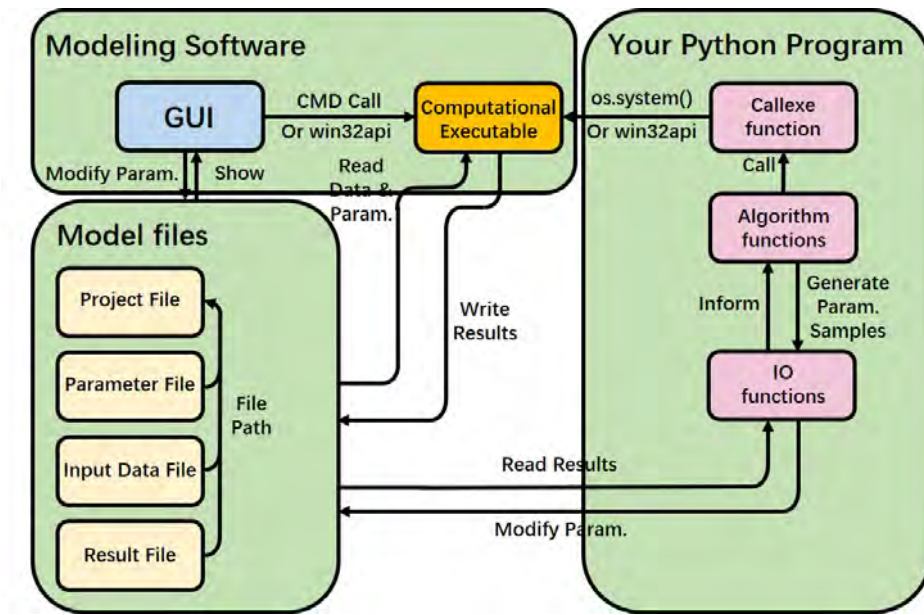 Modeling Software
GUI
CMD Call
Or win32api
Computational
Executable
Modify Param.
Show
Read
Data &
Param.
Your Python Program
os.system()
Or win32api
Callexe
function
Call
Algorithm
functions
Inform
Generate
Param.
Samples
IO
functions
Model files
Project File
Parameter File
Input Data File
Result File
File
Path
Write
Results
Read Results
Modify Param.